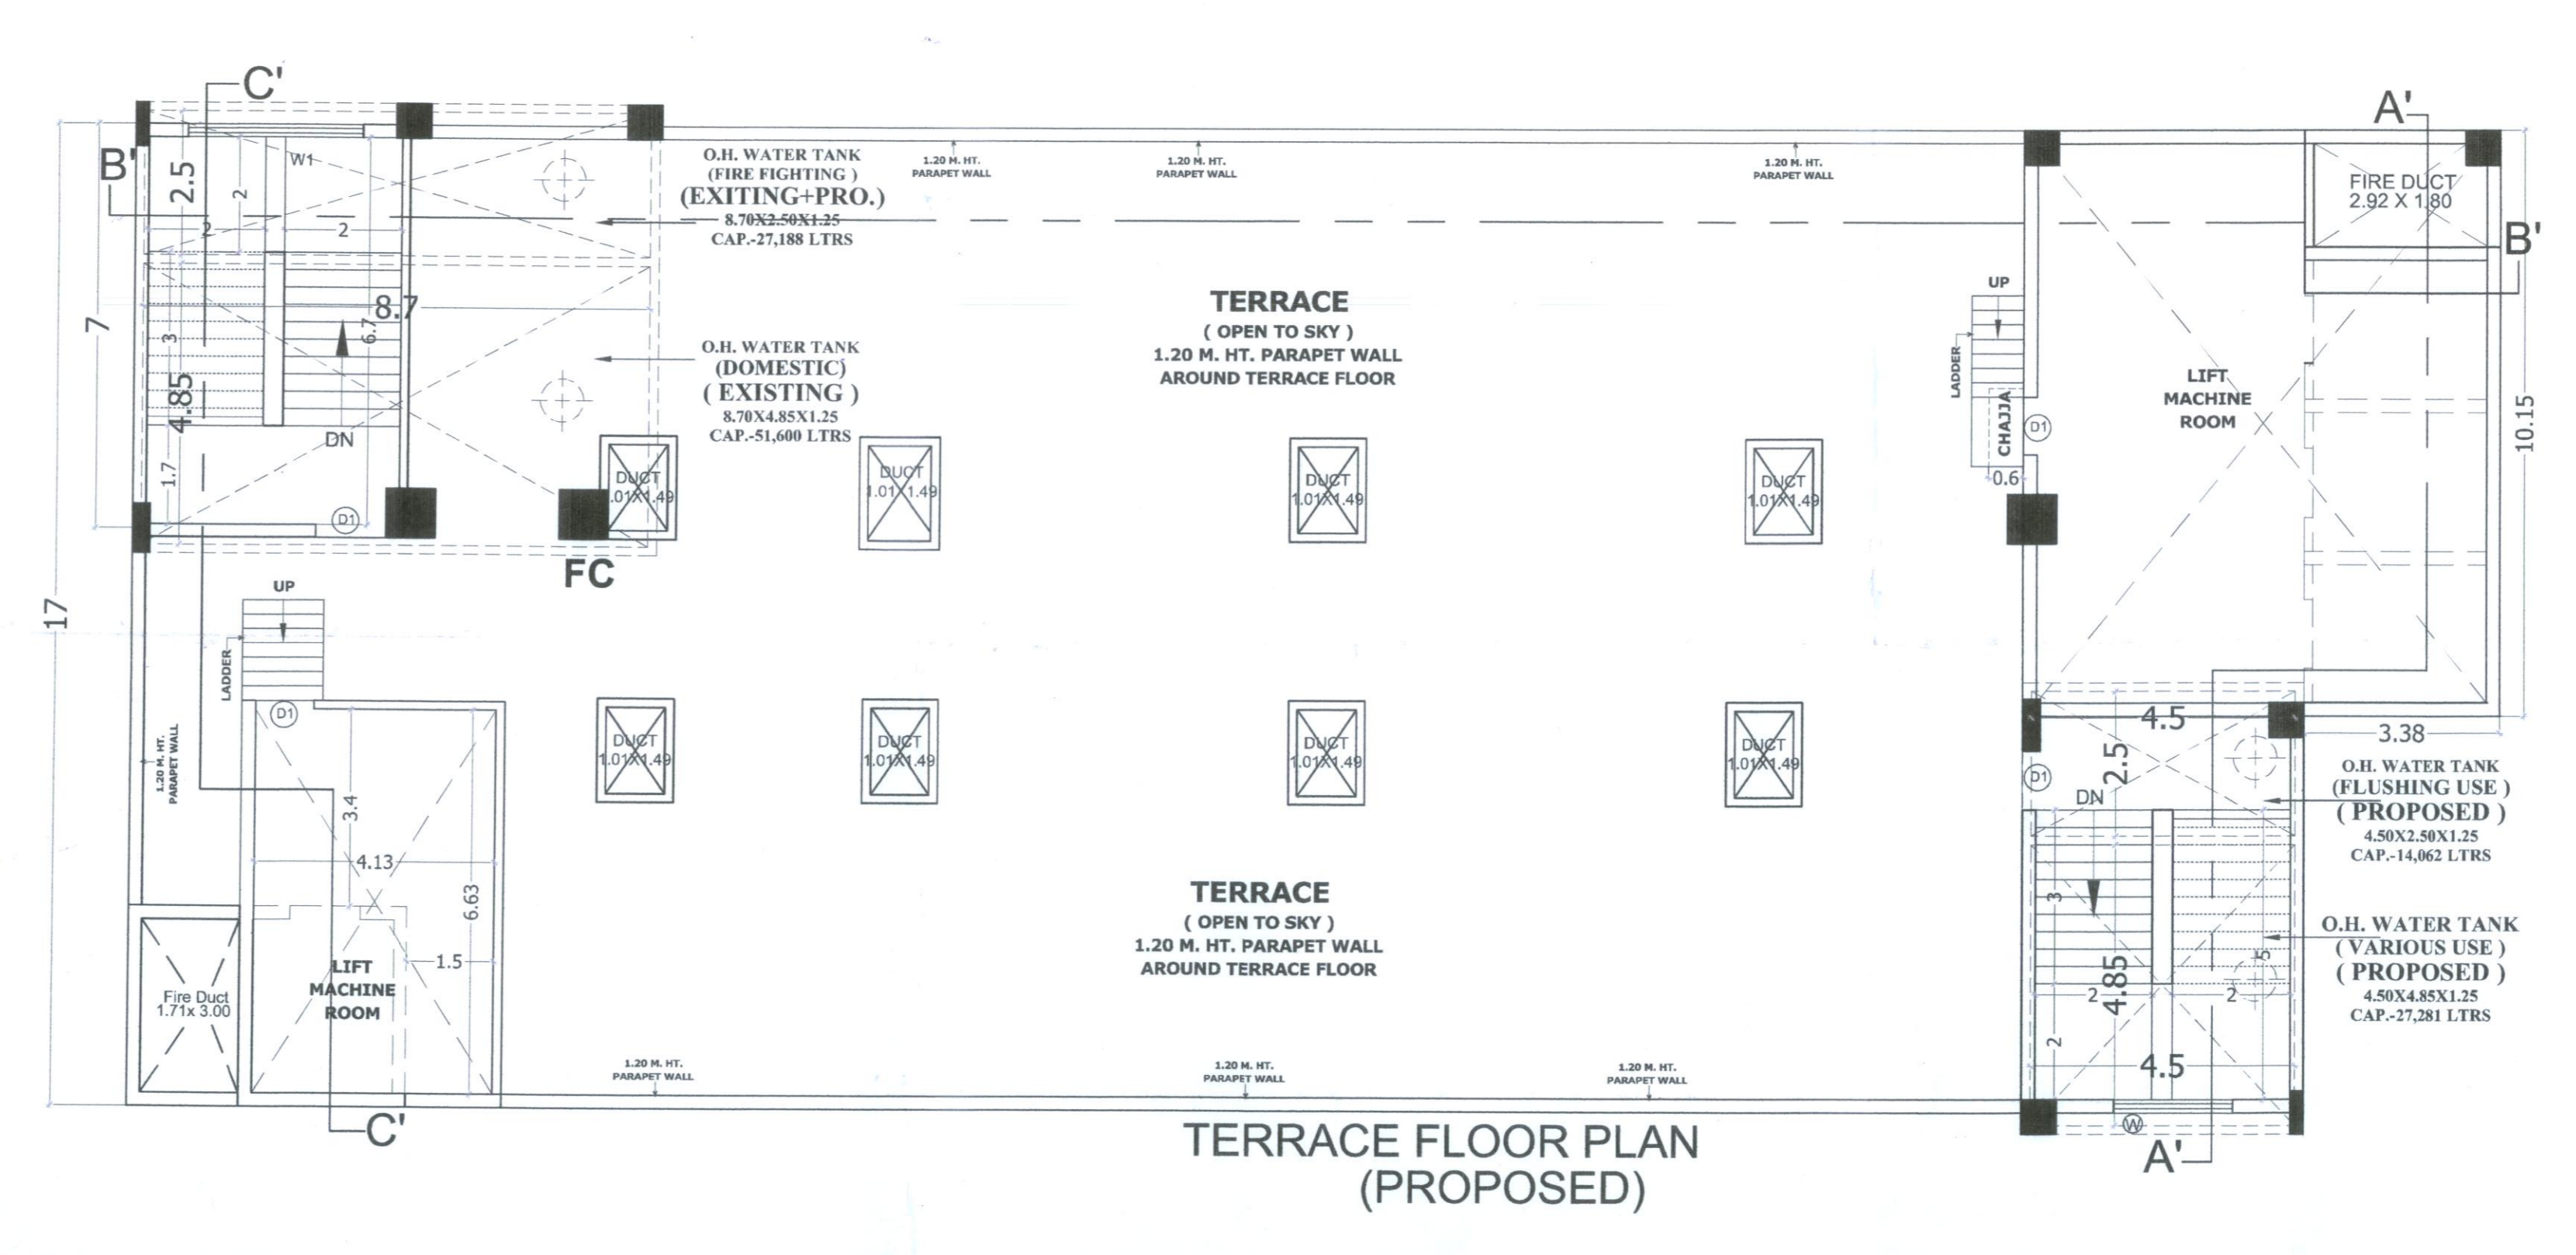 C'
A'
B'
2.5
2
W1
2
2
O.H. WATER TANK
(FIRE FIGHTING )
(EXITING+PRO.)
8.70X2.50X1.25
CAP.-27,188 LTRS
1.20 M. HT.
PARAPET WALL
1.20 M. HT.
PARAPET WALL
1.20 M. HT.
PARAPET WALL
FIRE DUCT
2.92 X 1.80
B'
7
8.7
3
6.7
4.85
DN
1.7
D1
17
O.H. WATER TANK
(DOMESTIC)
( EXISTING )
8.70X4.85X1.25
CAP.-51,600 LTRS
TERRACE
( OPEN TO SKY )
1.20 M. HT. PARAPET WALL
AROUND TERRACE FLOOR
UP
LADDER
CHAJJA
D1
0.6
LIFT
MACHINE
ROOM
10.15
DUCT
.01X1.49
DUCT
1.01X1.49
DUCT
1.01X1.49
DUCT
1.01X1.49
FC
UP
LADDER
D1
1.20 M. HT.
PARAPET WALL
3.4
4.13
6.63
1.5
LIFT
MACHINE
ROOM
Fire Duct
1.71x 3.00
DUCT
1.01X1.49
DUCT
1.01X1.49
DUCT
1.01X1.49
DUCT
1.01X1.49
4.5
3.38
2.5
D1
DN
O.H. WATER TANK
(FLUSHING USE )
( PROPOSED )
4.50X2.50X1.25
CAP.-14,062 LTRS
3
5
4.85
2
2
2
4.5
O.H. WATER TANK
( VARIOUS USE )
( PROPOSED )
4.50X4.85X1.25
CAP.-27,281 LTRS
TERRACE
( OPEN TO SKY )
1.20 M. HT. PARAPET WALL
AROUND TERRACE FLOOR
1.20 M. HT.
PARAPET WALL
1.20 M. HT.
PARAPET WALL
1.20 M. HT.
PARAPET WALL
W
C'
A'
TERRACE FLOOR PLAN
(PROPOSED)